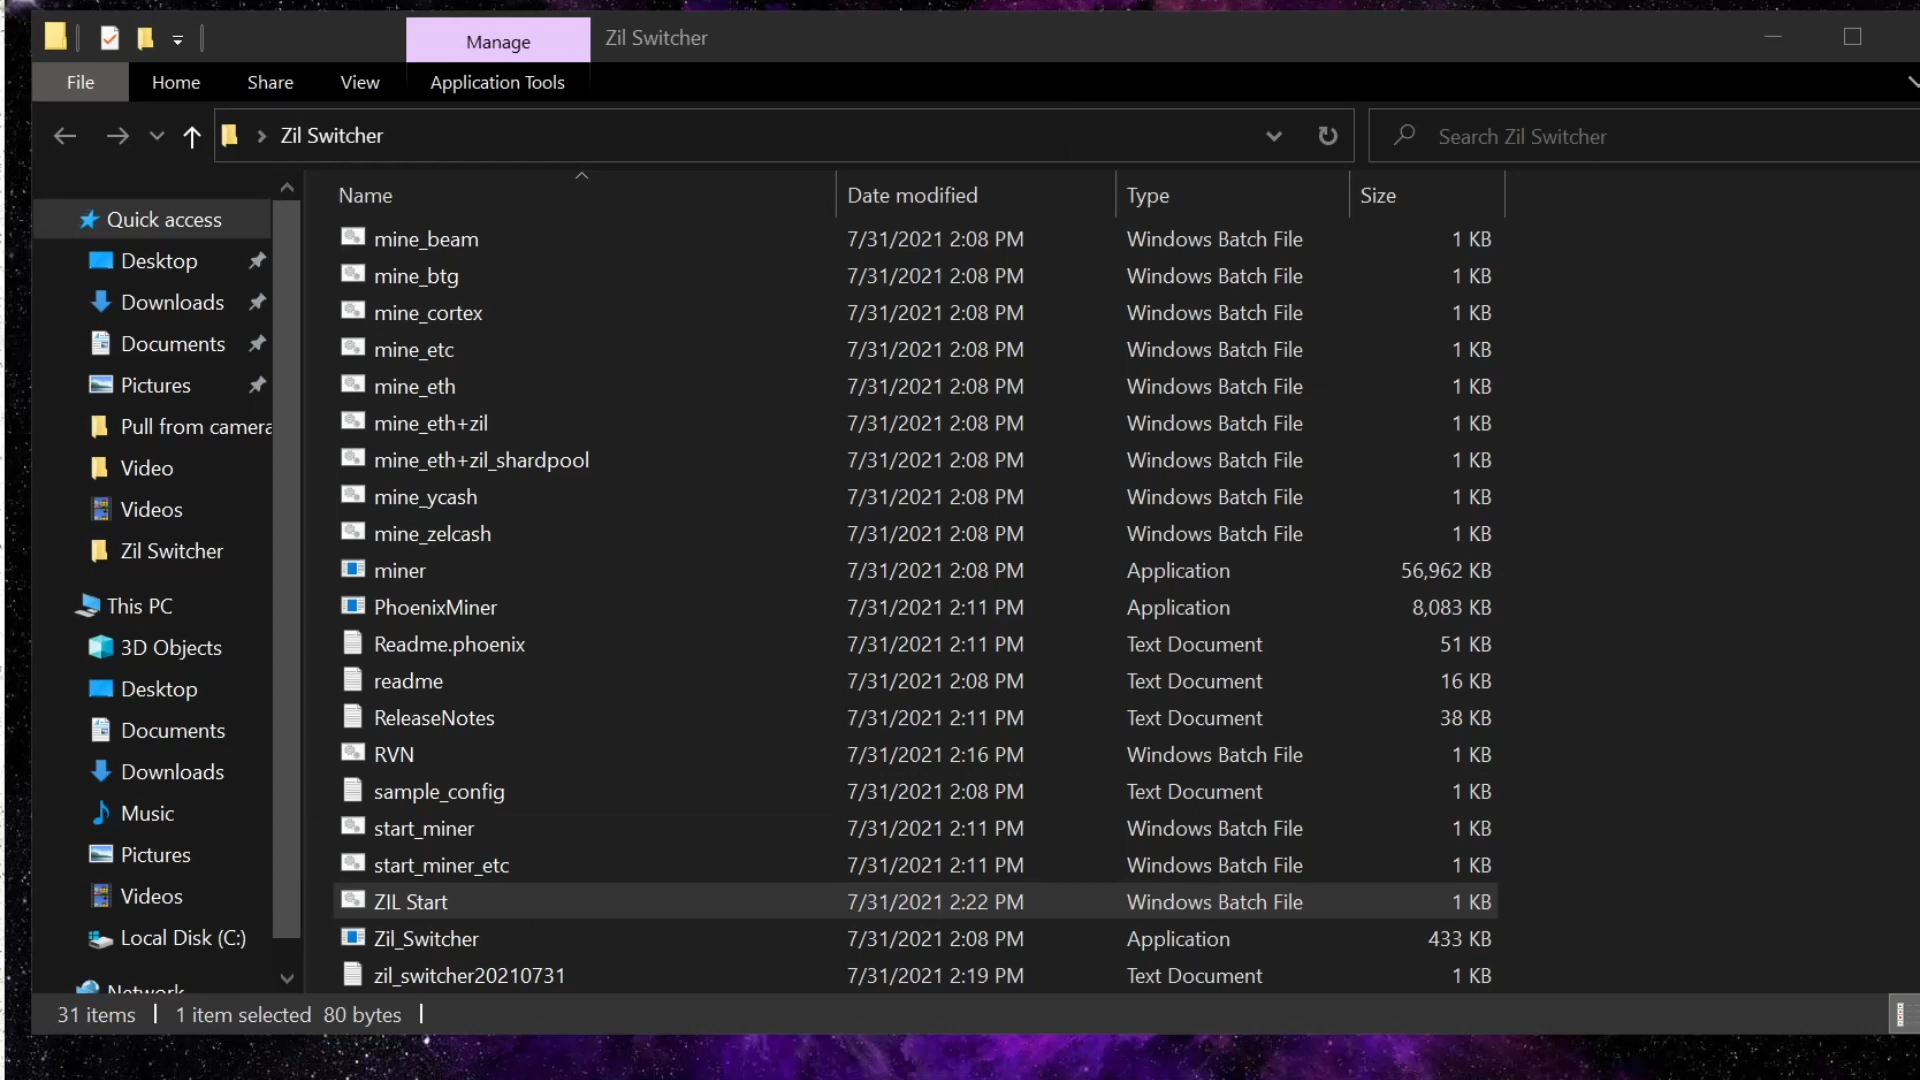 Manage
Zil Switcher
File
Home
Share
View
Application Tools
Zil Switcher
Search Zil Switcher
Quick access
Desktop
Downloads
Documents
Pictures
Pull from camera
Video
Videos
Zil Switcher
This PC
3D Objects
Desktop
Documents
Downloads
Music
Pictures
Videos
Local Disk (C:)
Network
Name Date modified Type Size
mine_beam 7/31/2021 2:08 PM Windows Batch File 1 KB
mine_btg 7/31/2021 2:08 PM Windows Batch File 1 KB
mine_cortex 7/31/2021 2:08 PM Windows Batch File 1 KB
mine_etc 7/31/2021 2:08 PM Windows Batch File 1 KB
mine_eth 7/31/2021 2:08 PM Windows Batch File 1 KB
mine_eth+zil 7/31/2021 2:08 PM Windows Batch File 1 KB
mine_eth+zil_shardpool 7/31/2021 2:08 PM Windows Batch File 1 KB
mine_ycash 7/31/2021 2:08 PM Windows Batch File 1 KB
mine_zelcash 7/31/2021 2:08 PM Windows Batch File 1 KB
miner 7/31/2021 2:08 PM Application 56,962 KB
PhoenixMiner 7/31/2021 2:11 PM Application 8,083 KB
Readme.phoenix 7/31/2021 2:11 PM Text Document 51 KB
readme 7/31/2021 2:08 PM Text Document 16 KB
ReleaseNotes 7/31/2021 2:11 PM Text Document 38 KB
RVN 7/31/2021 2:16 PM Windows Batch File 1 KB
sample_config 7/31/2021 2:08 PM Text Document 1 KB
start_miner 7/31/2021 2:11 PM Windows Batch File 1 KB
start_miner_etc 7/31/2021 2:11 PM Windows Batch File 1 KB
ZIL Start 7/31/2021 2:22 PM Windows Batch File 1 KB
Zil_Switcher 7/31/2021 2:08 PM Application 433 KB
zil_switcher20210731 7/31/2021 2:19 PM Text Document 1 KB
31 items 1 item selected 80 bytes